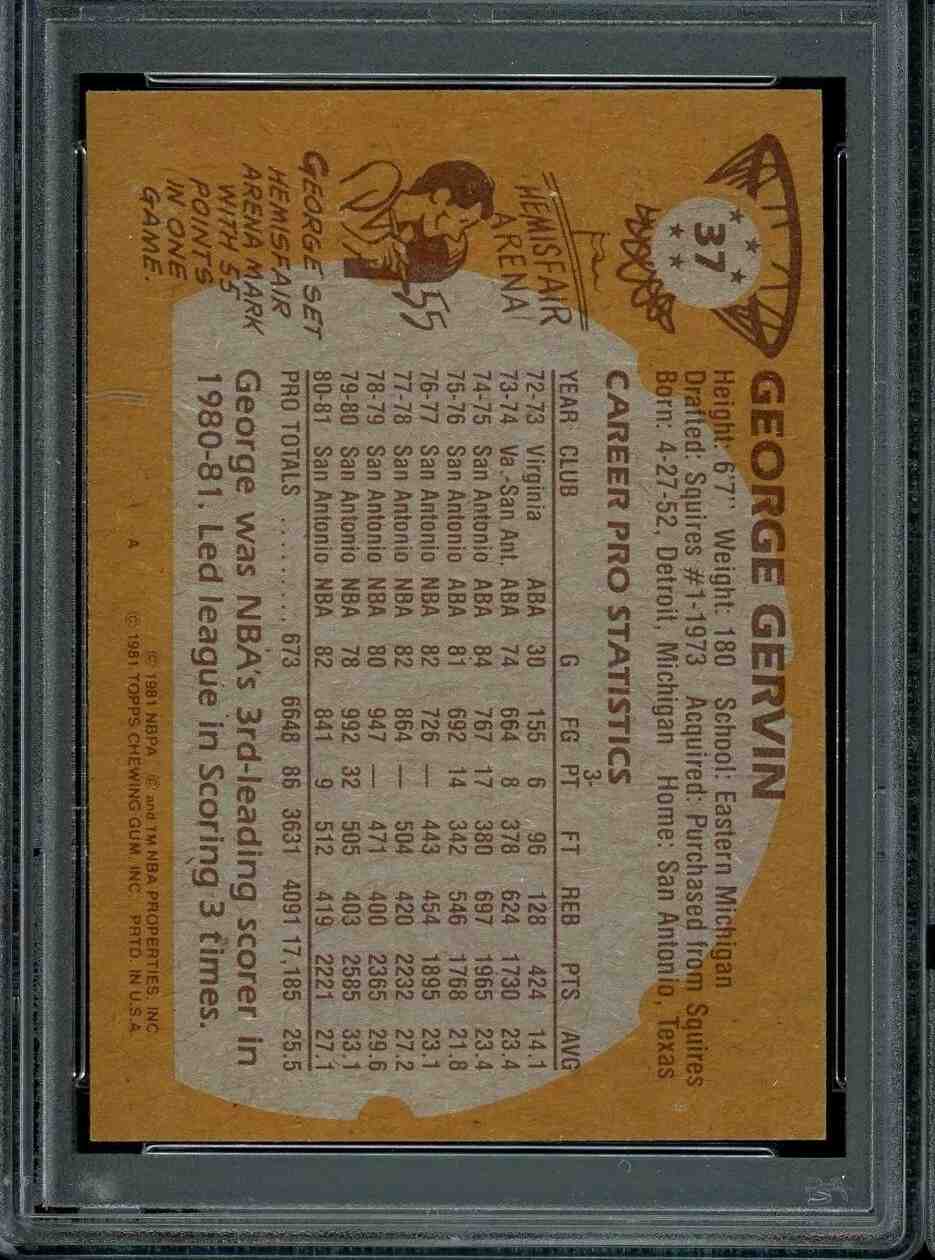 37
GEORGE GERVIN
Height: 6'7" Weight: 180 School: Eastern Michigan
Drafted: Squires #1-1973 Acquired: Purchased from Squires
Born: 4-27-52, Detroit, Michigan Home: San Antonio, Texas
CAREER PRO STATISTICS
YEAR CLUB G FG 3-PT FT REB PTS AVG
72-73 Virginia ABA 30 155 6 96 128 424 14.1
73-74 Va.-San Ant. ABA 74 664 8 378 624 1730 23.4
74-75 San Antonio ABA 84 767 17 380 697 1965 23.4
75-76 San Antonio ABA 81 692 14 342 546 1768 21.8
76-77 San Antonio NBA 82 726 — 443 454 1895 23.1
77-78 San Antonio NBA 82 864 — 504 420 2232 27.2
78-79 San Antonio NBA 80 947 — 471 400 2365 29.6
79-80 San Antonio NBA 78 992 32 505 403 2585 33.1
80-81 San Antonio NBA 82 841 9 512 419 2221 27.1
PRO TOTALS .......... 673 6648 86 3631 4091 17,185 25.5
George was NBA's 3rd-leading scorer in
1980-81. Led league in Scoring 3 times.
HEMISFAIR
ARENA
55
GEORGE SET
HEMISFAIR
ARENA MARK
WITH 55
POINTS
IN ONE
GAME.
© 1981 NBPA © and TM NBA PROPERTIES, INC
A © 1981 TOPPS CHEWING GUM, INC. PRTD. IN U.S.A.